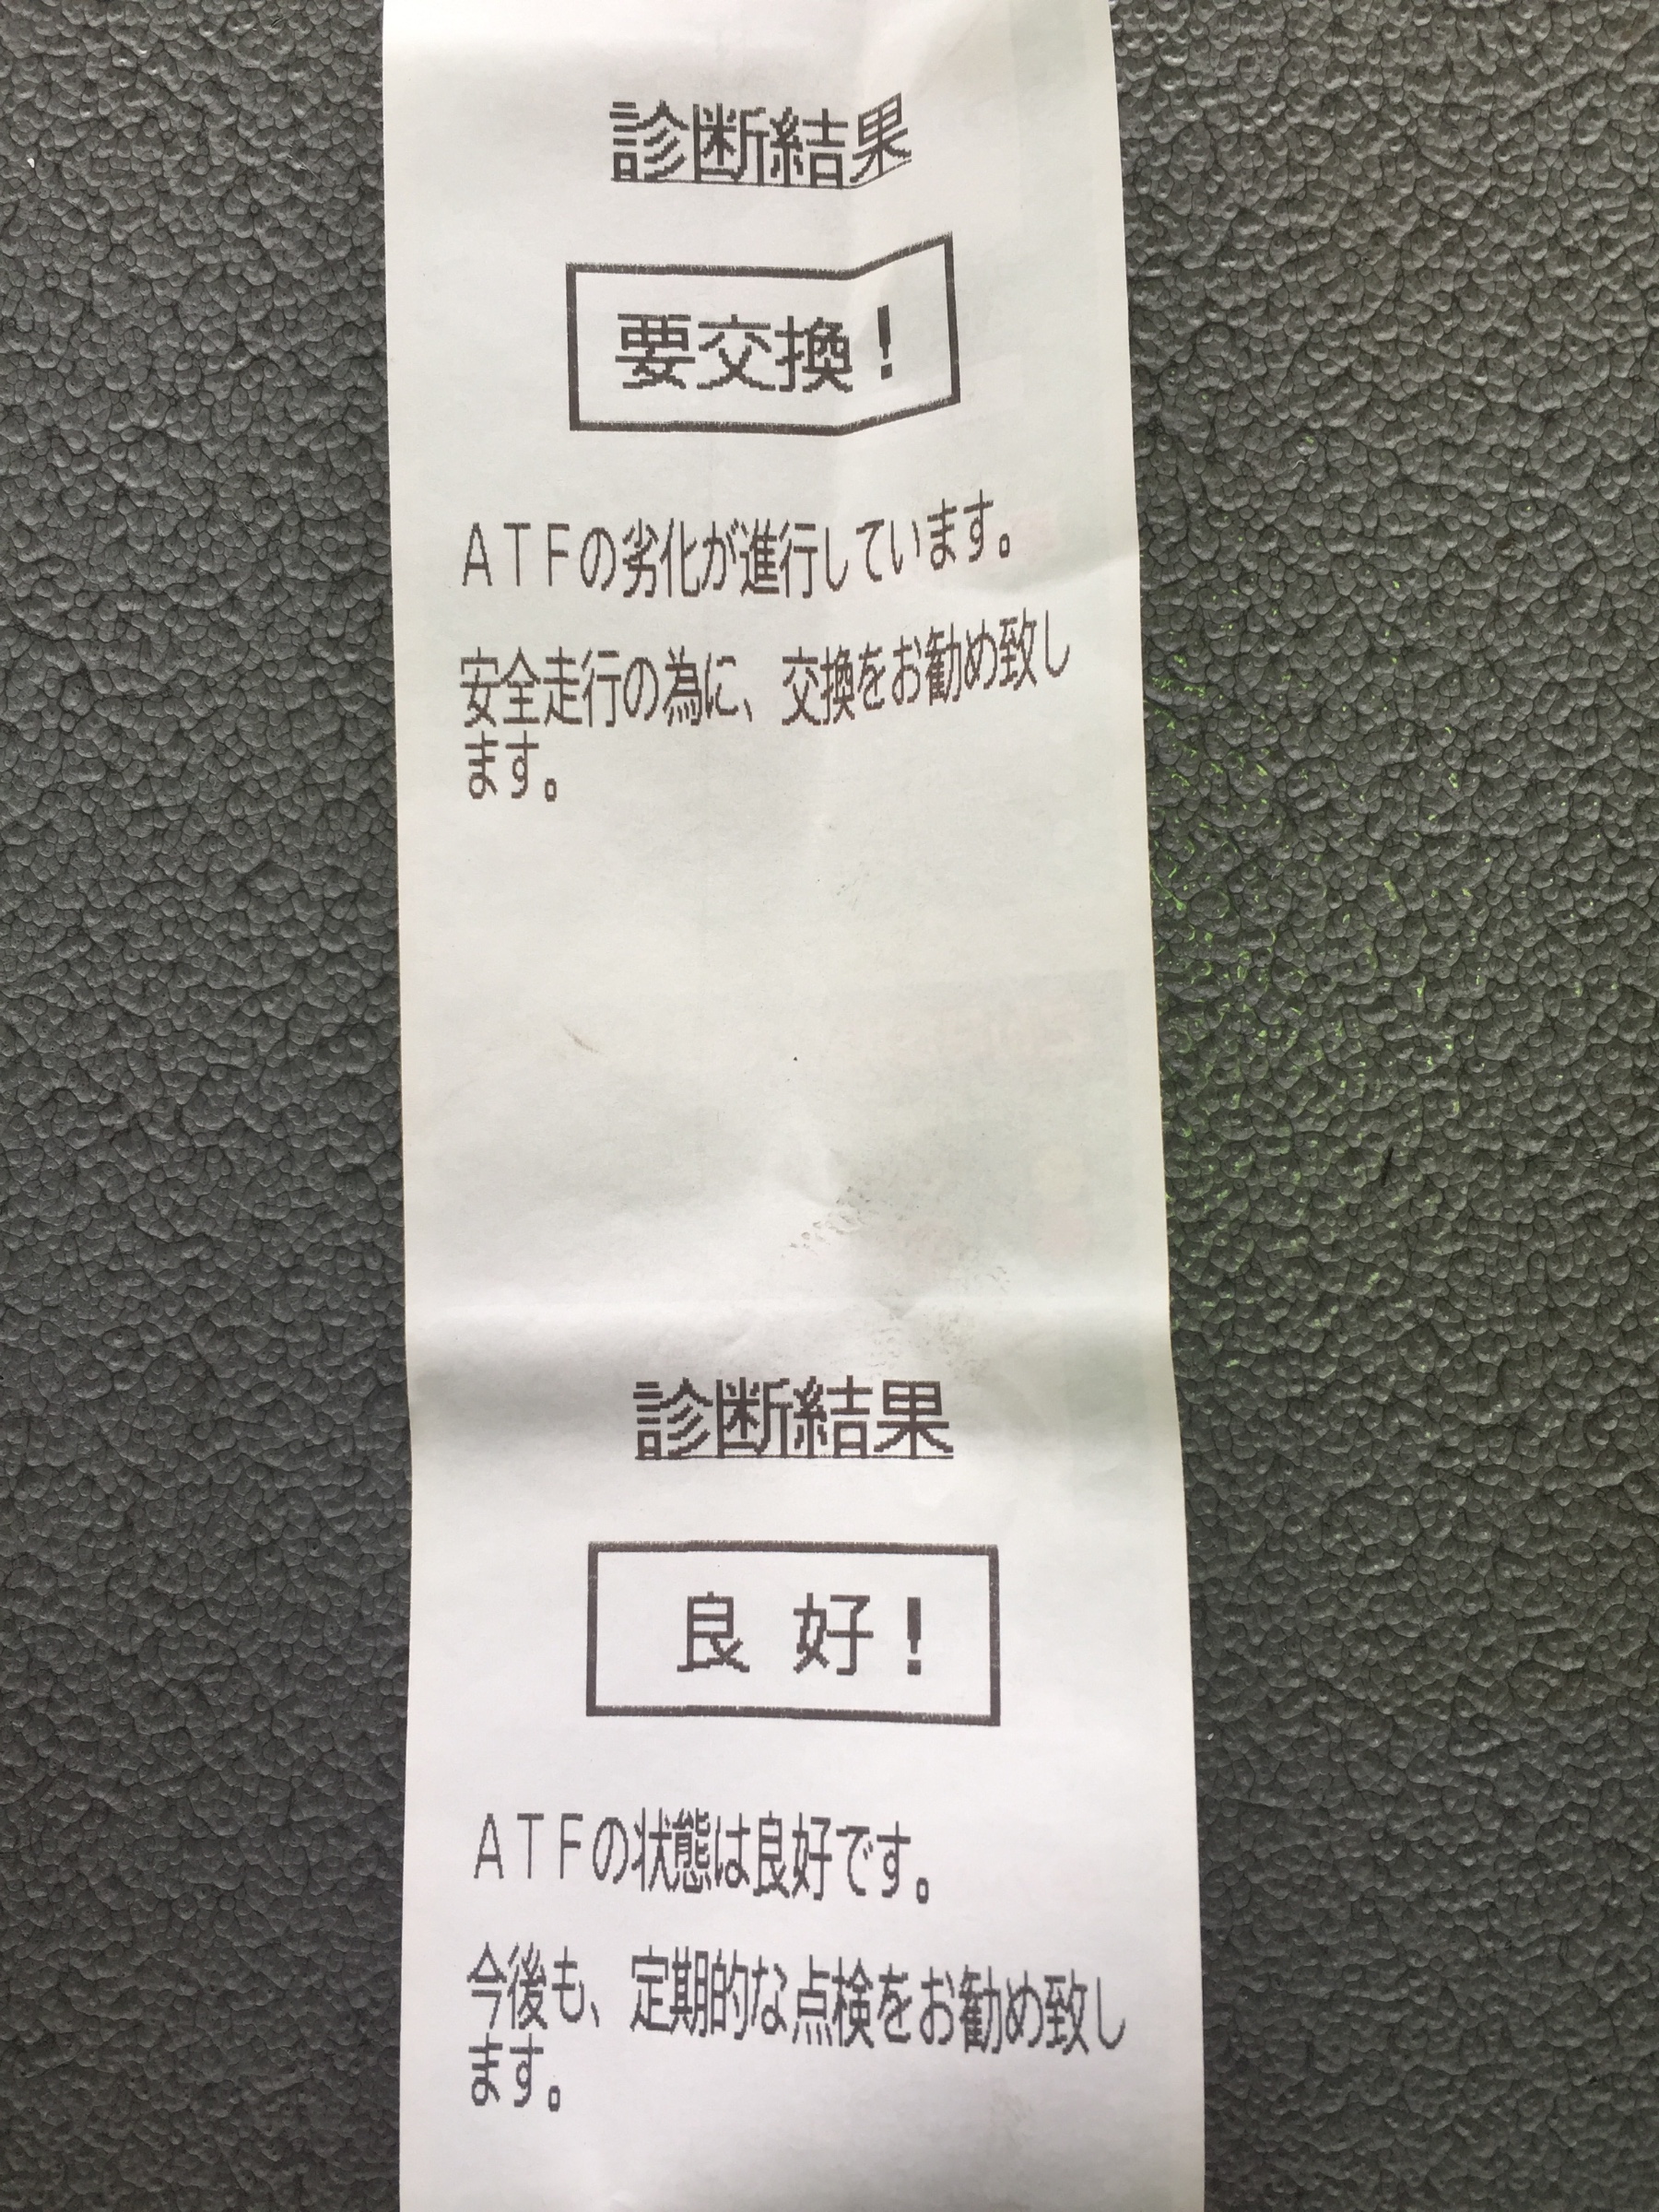 診断結果
要交換！
ＡＴＦの劣化が進行しています。
安全走行の為に、交換をお勧め致し
ます。
診断結果
良 好！
ＡＴＦの状態は良好です。
今後も、定期的な点検をお勧め致し
ます。